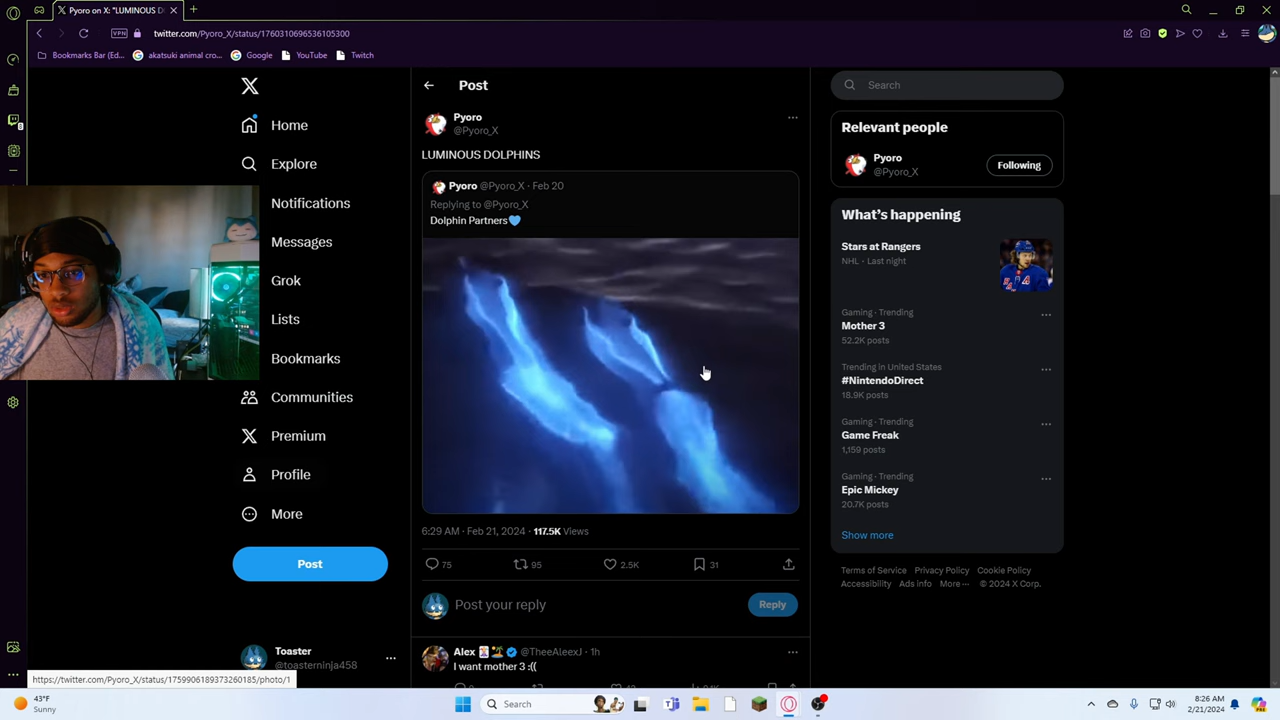 Pyoro on X: "LUMINOUS D
twitter.com/Pyoro_X/status/1760310696536105300
VPN
Bookmarks Bar (Ed...
akatsuki animal cro...
Google
YouTube
Twitch
Home
Explore
Notifications
Messages
Grok
Lists
Bookmarks
Communities
Premium
Profile
More
Post
Toaster
@toasterninja458
Post
Pyoro
@Pyoro_X
LUMINOUS DOLPHINS
Pyoro @Pyoro_X · Feb 20
Replying to @Pyoro_X
Dolphin Partners💙
6:29 AM · Feb 21, 2024 · 117.5K Views
75
95
2.5K
31
Post your reply
Reply
Alex @TheeAleexJ · 1h
I want mother 3 :((
Search
Relevant people
Pyoro
@Pyoro_X
Following
What's happening
Stars at Rangers
NHL · Last night
Gaming · Trending
Mother 3
52.2K posts
Trending in United States
#NintendoDirect
18.9K posts
Gaming · Trending
Game Freak
1,159 posts
Gaming · Trending
Epic Mickey
20.7K posts
Show more
Terms of Service Privacy Policy Cookie Policy
Accessibility Ads info More ··· © 2024 X Corp.
https://twitter.com/Pyoro_X/status/1759906189373260185/photo/1
43°F
Sunny
Search
8:26 AM
2/21/2024